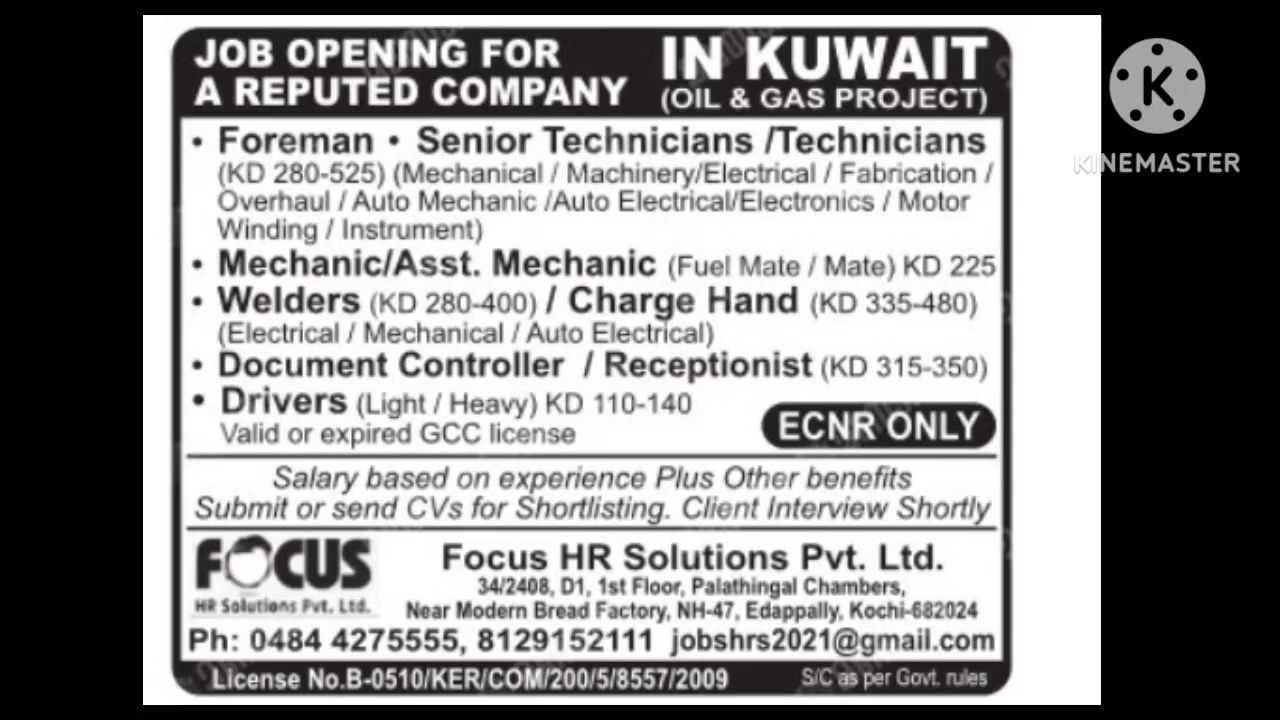 JOB OPENING FOR
A REPUTED COMPANY
IN KUWAIT
(OIL & GAS PROJECT)
• Foreman • Senior Technicians /Technicians
(KD 280-525) (Mechanical / Machinery/Electrical / Fabrication /
Overhaul / Auto Mechanic /Auto Electrical/Electronics / Motor
Winding / Instrument)
• Mechanic/Asst. Mechanic (Fuel Mate / Mate) KD 225
• Welders (KD 280-400) / Charge Hand (KD 335-480)
(Electrical / Mechanical / Auto Electrical)
• Document Controller / Receptionist (KD 315-350)
• Drivers (Light / Heavy) KD 110-140
Valid or expired GCC license
ECNR ONLY
Salary based on experience Plus Other benefits
Submit or send CVs for Shortlisting. Client Interview Shortly
FOCUS
HR Solutions Pvt. Ltd.
Focus HR Solutions Pvt. Ltd.
34/2408, D1, 1st Floor, Palathingal Chambers,
Near Modern Bread Factory, NH-47, Edappally, Kochi-682024
Ph: 0484 4275555, 8129152111 jobshrs2021@gmail.com
License No.B-0510/KER/COM/200/5/8557/2009
S/C as per Govt. rules
K
KINEMASTER